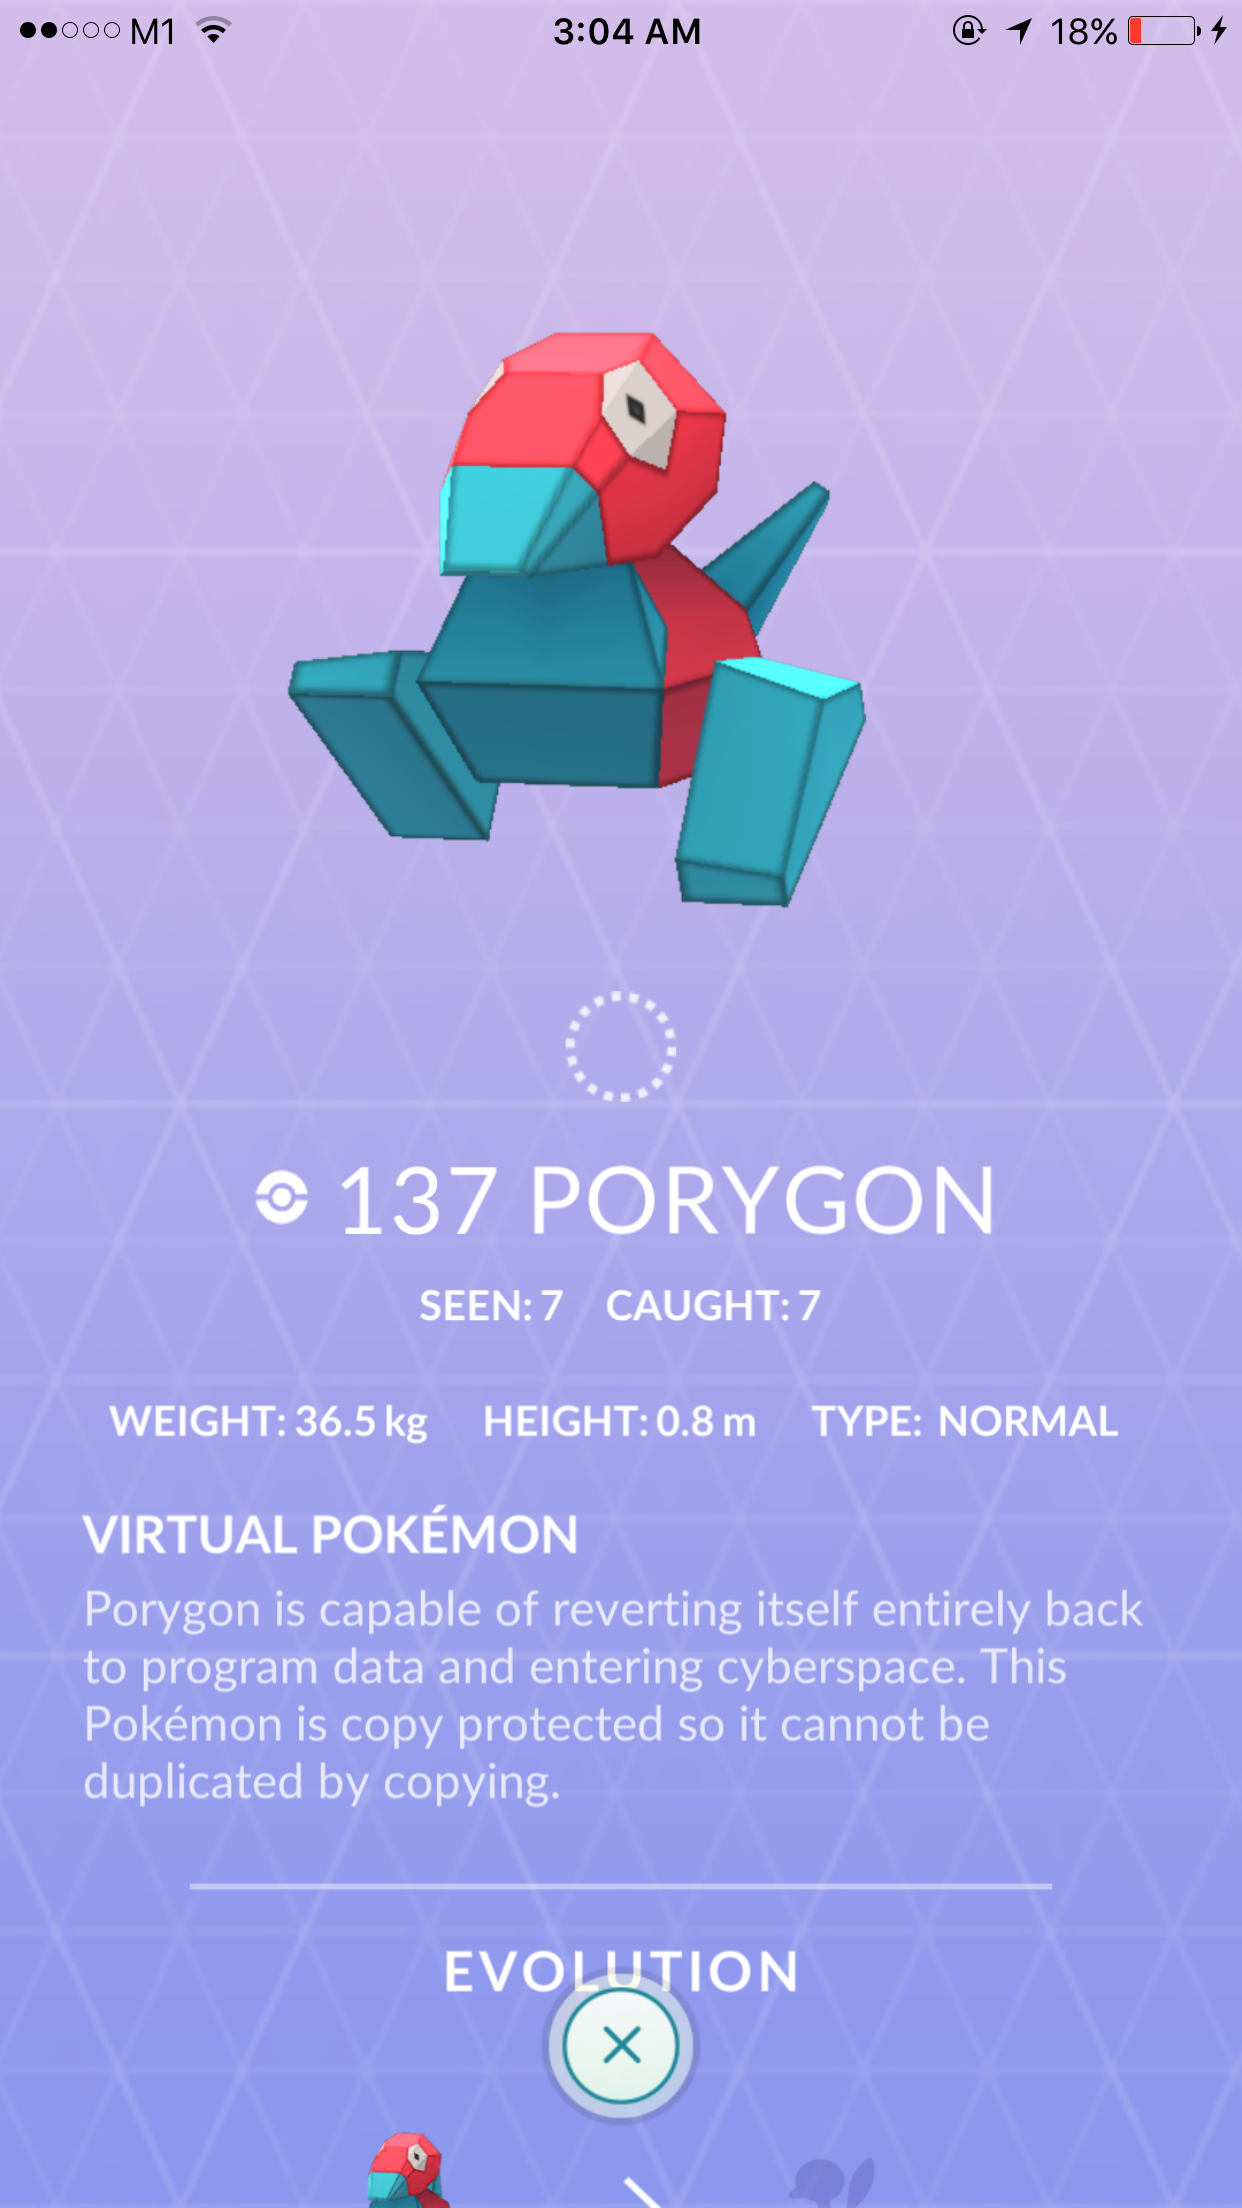 M1 3:04 AM 18%
137 PORYGON
SEEN: 7 CAUGHT: 7
WEIGHT: 36.5 kg HEIGHT: 0.8 m TYPE: NORMAL
VIRTUAL POKÉMON
Porygon is capable of reverting itself entirely back
to program data and entering cyberspace. This
Pokémon is copy protected so it cannot be
duplicated by copying.
EVOLUTION